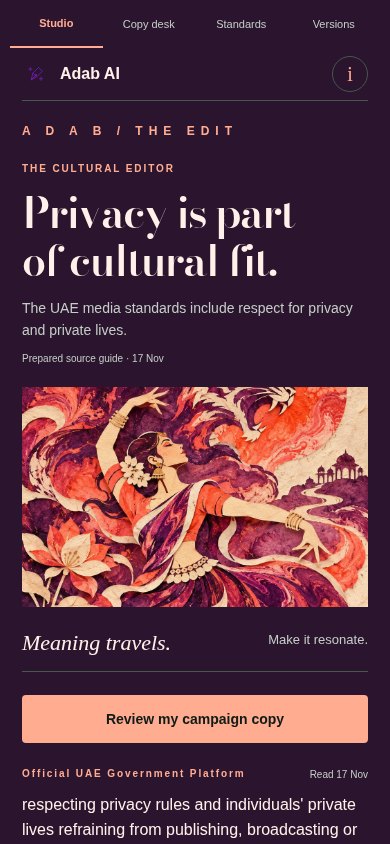 Studio
Copy desk
Standards
Versions
Adab AI
i
ADAB / THE EDIT
THE CULTURAL EDITOR
Privacy is part
of cultural fit.
The UAE media standards include respect for privacy
and private lives.
Prepared source guide · 17 Nov
Meaning travels.
Make it resonate.
Review my campaign copy
Official UAE Government Platform
Read 17 Nov
respecting privacy rules and individuals' private
lives refraining from publishing, broadcasting or